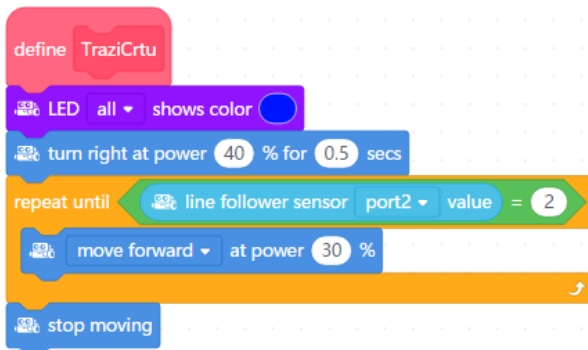 define TraziCrtu
LED all shows color
turn right at power 40 % for 0.5 secs
repeat until line follower sensor port2 value = 2
move forward at power 30 %
stop moving